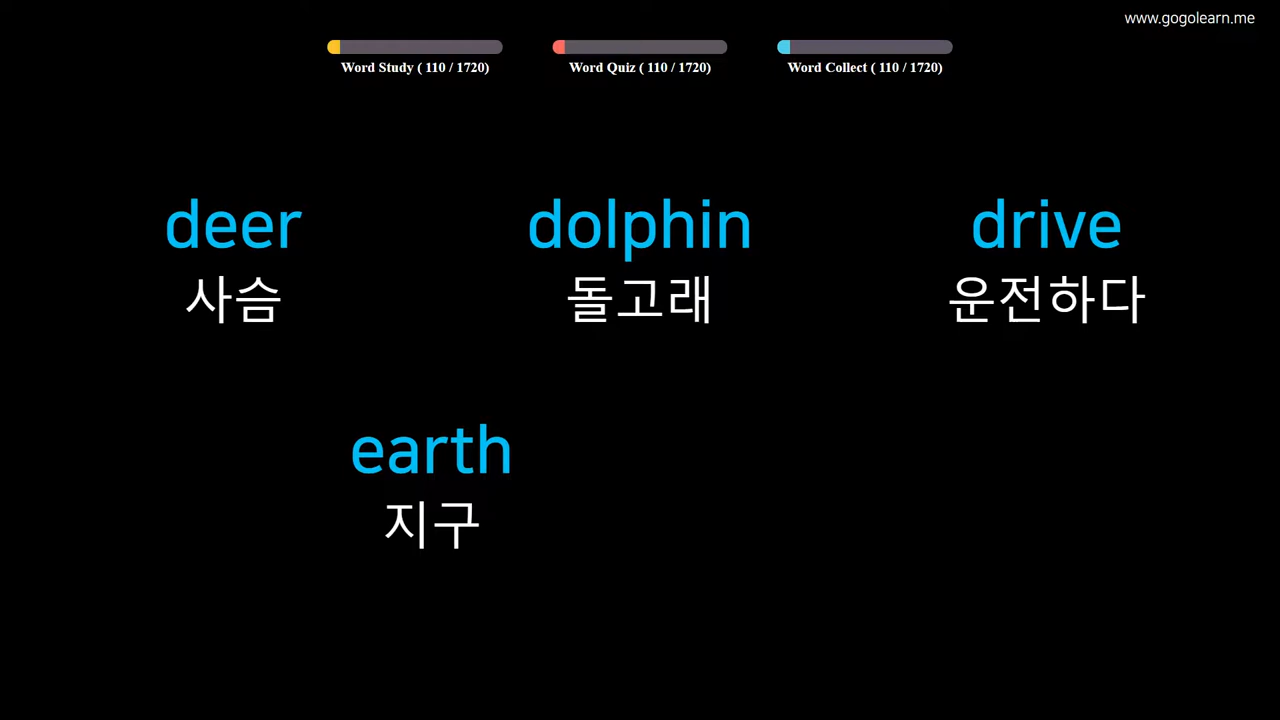 www.gogolearn.me
Word Study ( 110 / 1720)
Word Quiz ( 110 / 1720)
Word Collect ( 110 / 1720)
deer
사슴
dolphin
돌고래
drive
운전하다
earth
지구